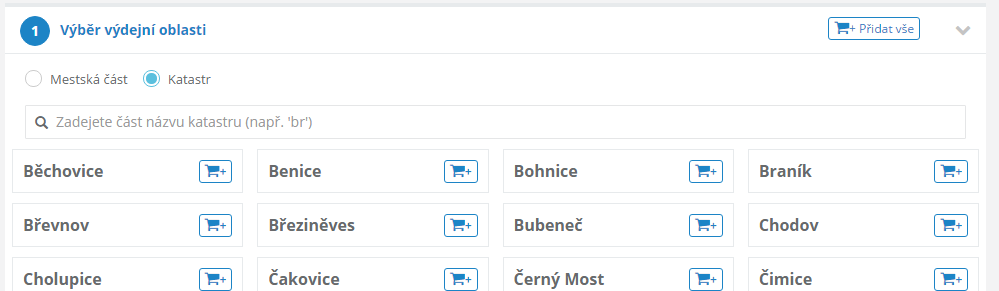 1 Výběr výdejní oblasti + Přidat vše
Mestská část Katastr
Zadejete část názvu katastru (např. 'br')
Běchovice + Benice + Bohnice + Braník +
Břevnov + Březiněves + Bubeneč + Chodov +
Cholupice + Čakovice + Černý Most + Čimice +